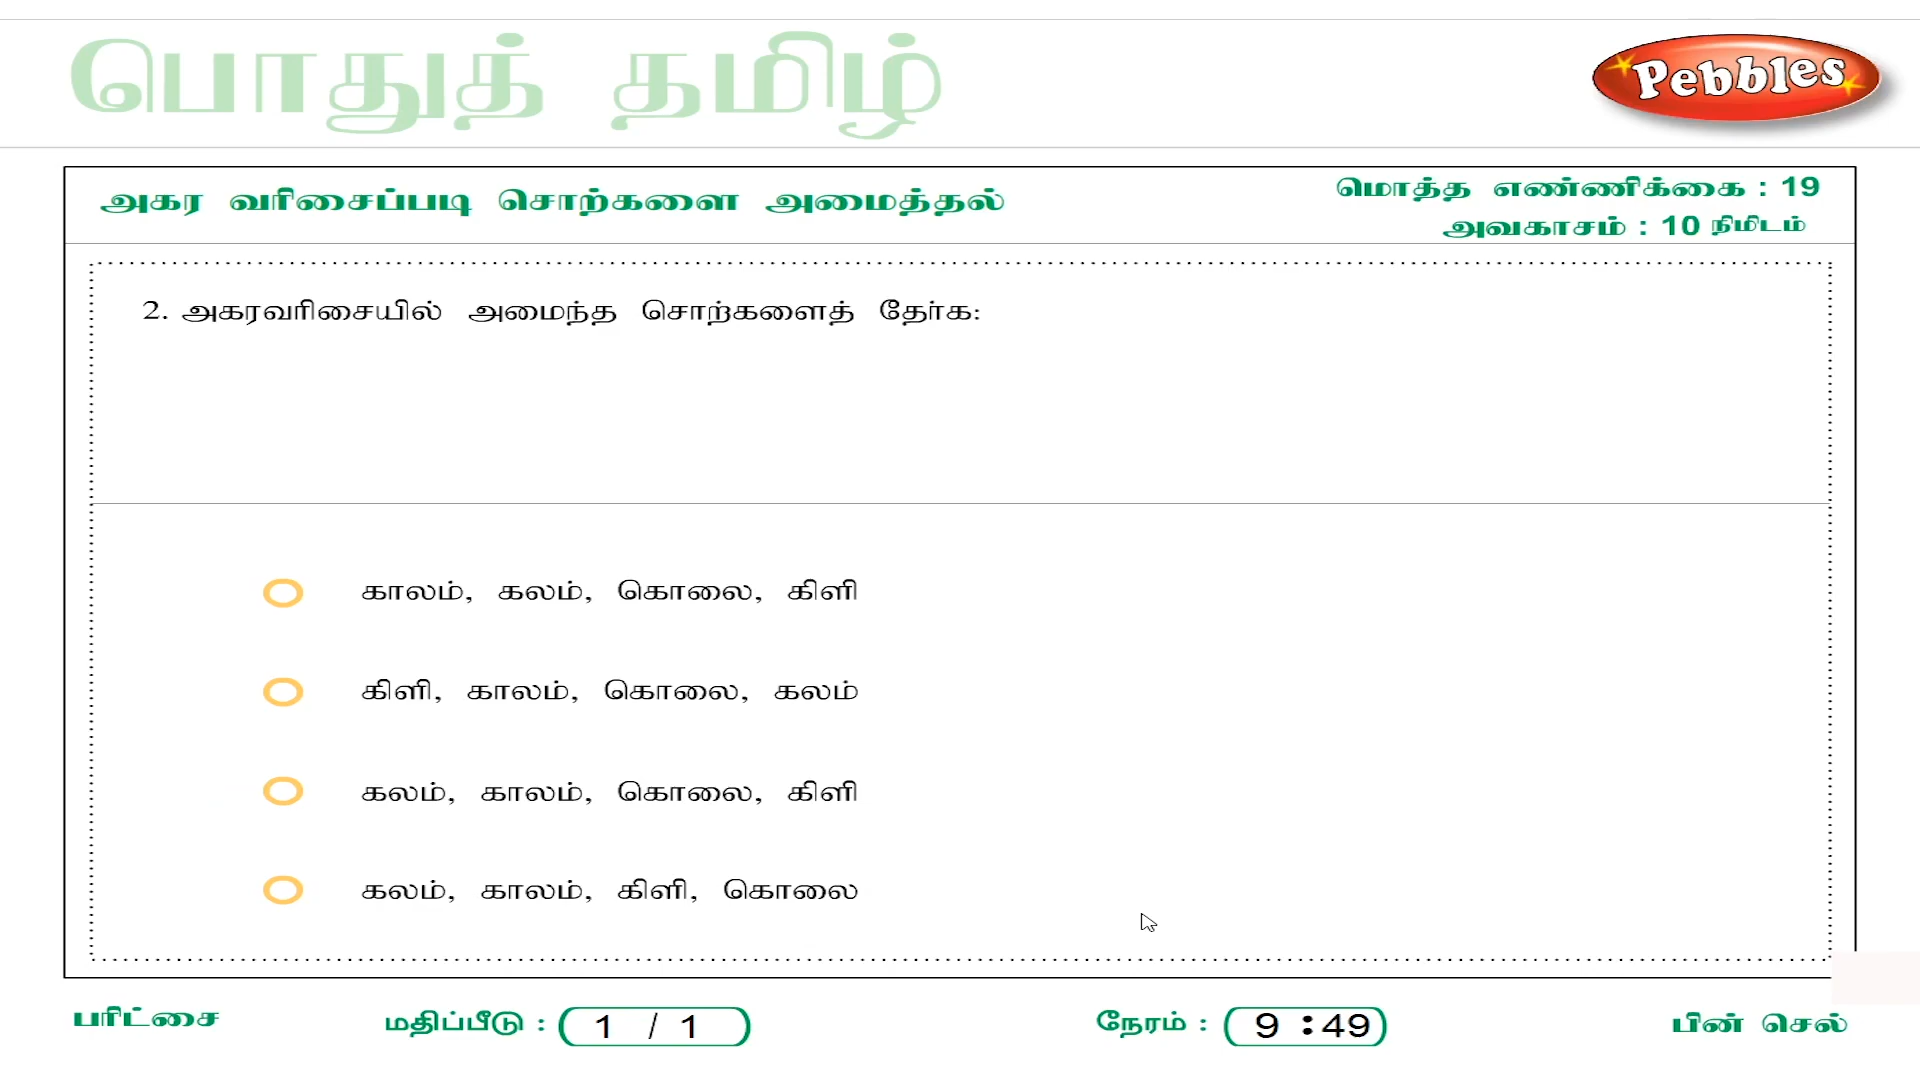 பொதுத் தமிழ்
Pebbles
அகர வரிசைப்படி சொற்களை அமைத்தல்
மொத்த எண்ணிக்கை : 19
அவகாசம் : 10 நிமிடம்
2. அகரவரிசையில் அமைந்த சொற்களைத் தேர்க:
காலம், கலம், கொலை, கிளி
கிளி, காலம், கொலை, கலம்
கலம், காலம், கொலை, கிளி
கலம், காலம், கிளி, கொலை
பரிட்சை
மதிப்பீடு : 1 / 1
நேரம் : 9 : 49
பின் செல்